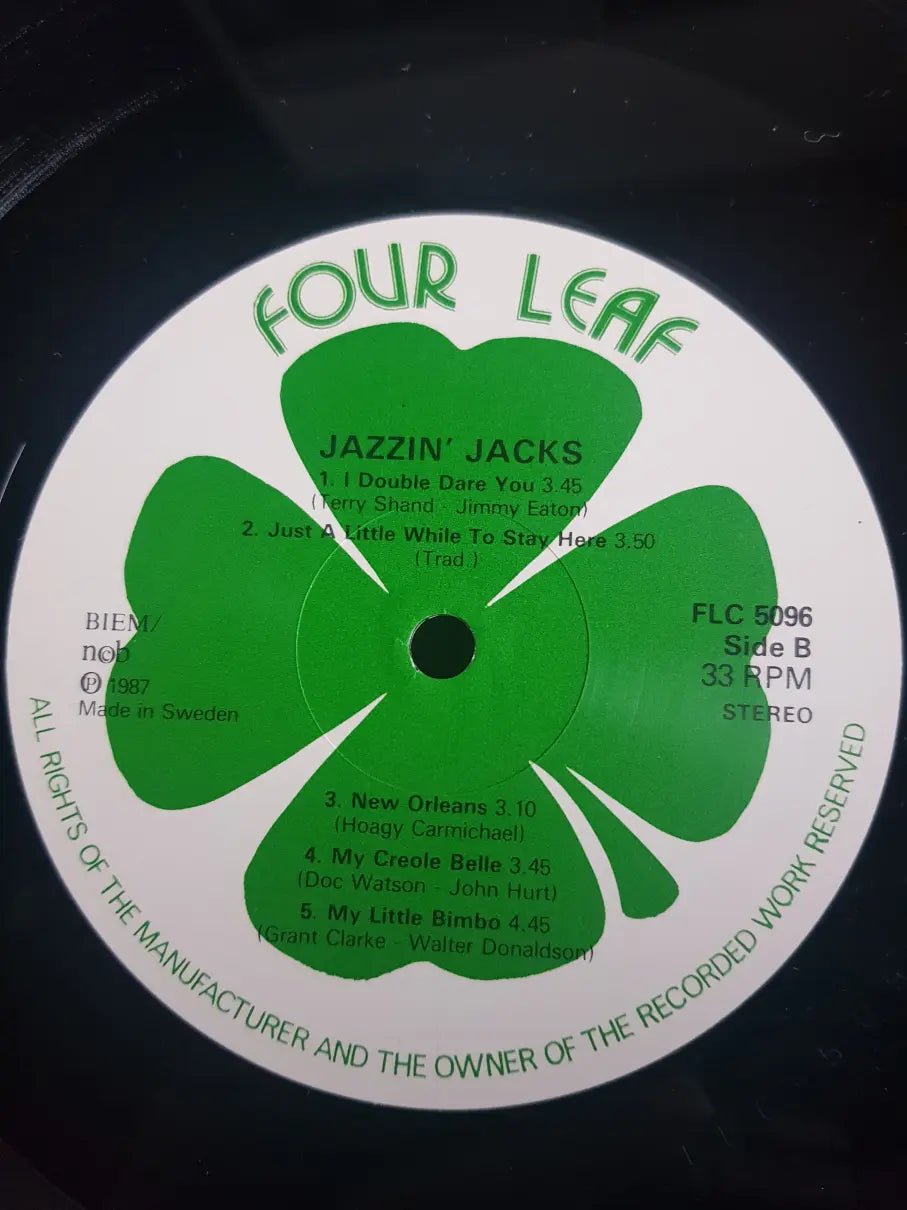 FOUR LEAF
JAZZIN' JACKS
1. I Double Dare You 3.45
(Terry Shand - Jimmy Eaton)
2. Just A Little While To Stay Here 3.50
(Trad.)
BIEM/
n©b
℗ 1987
Made in Sweden
FLC 5096
Side B
33 RPM
STEREO
3. New Orleans 3.10
(Hoagy Carmichael)
4. My Creole Belle 3.45
(Doc Watson - John Hurt)
5. My Little Bimbo 4.45
(Grant Clarke - Walter Donaldson)
ALL RIGHTS OF THE MANUFACTURER AND THE OWNER OF THE RECORDED WORK RESERVED